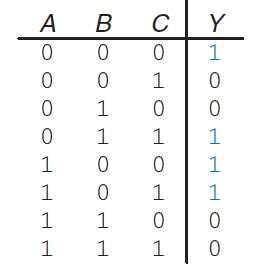 A B C Y
0 0 0 1
0 0 1 0
0 1 0 0
0 1 1 1
1 0 0 1
1 0 1 1
1 1 0 0
1 1 1 0